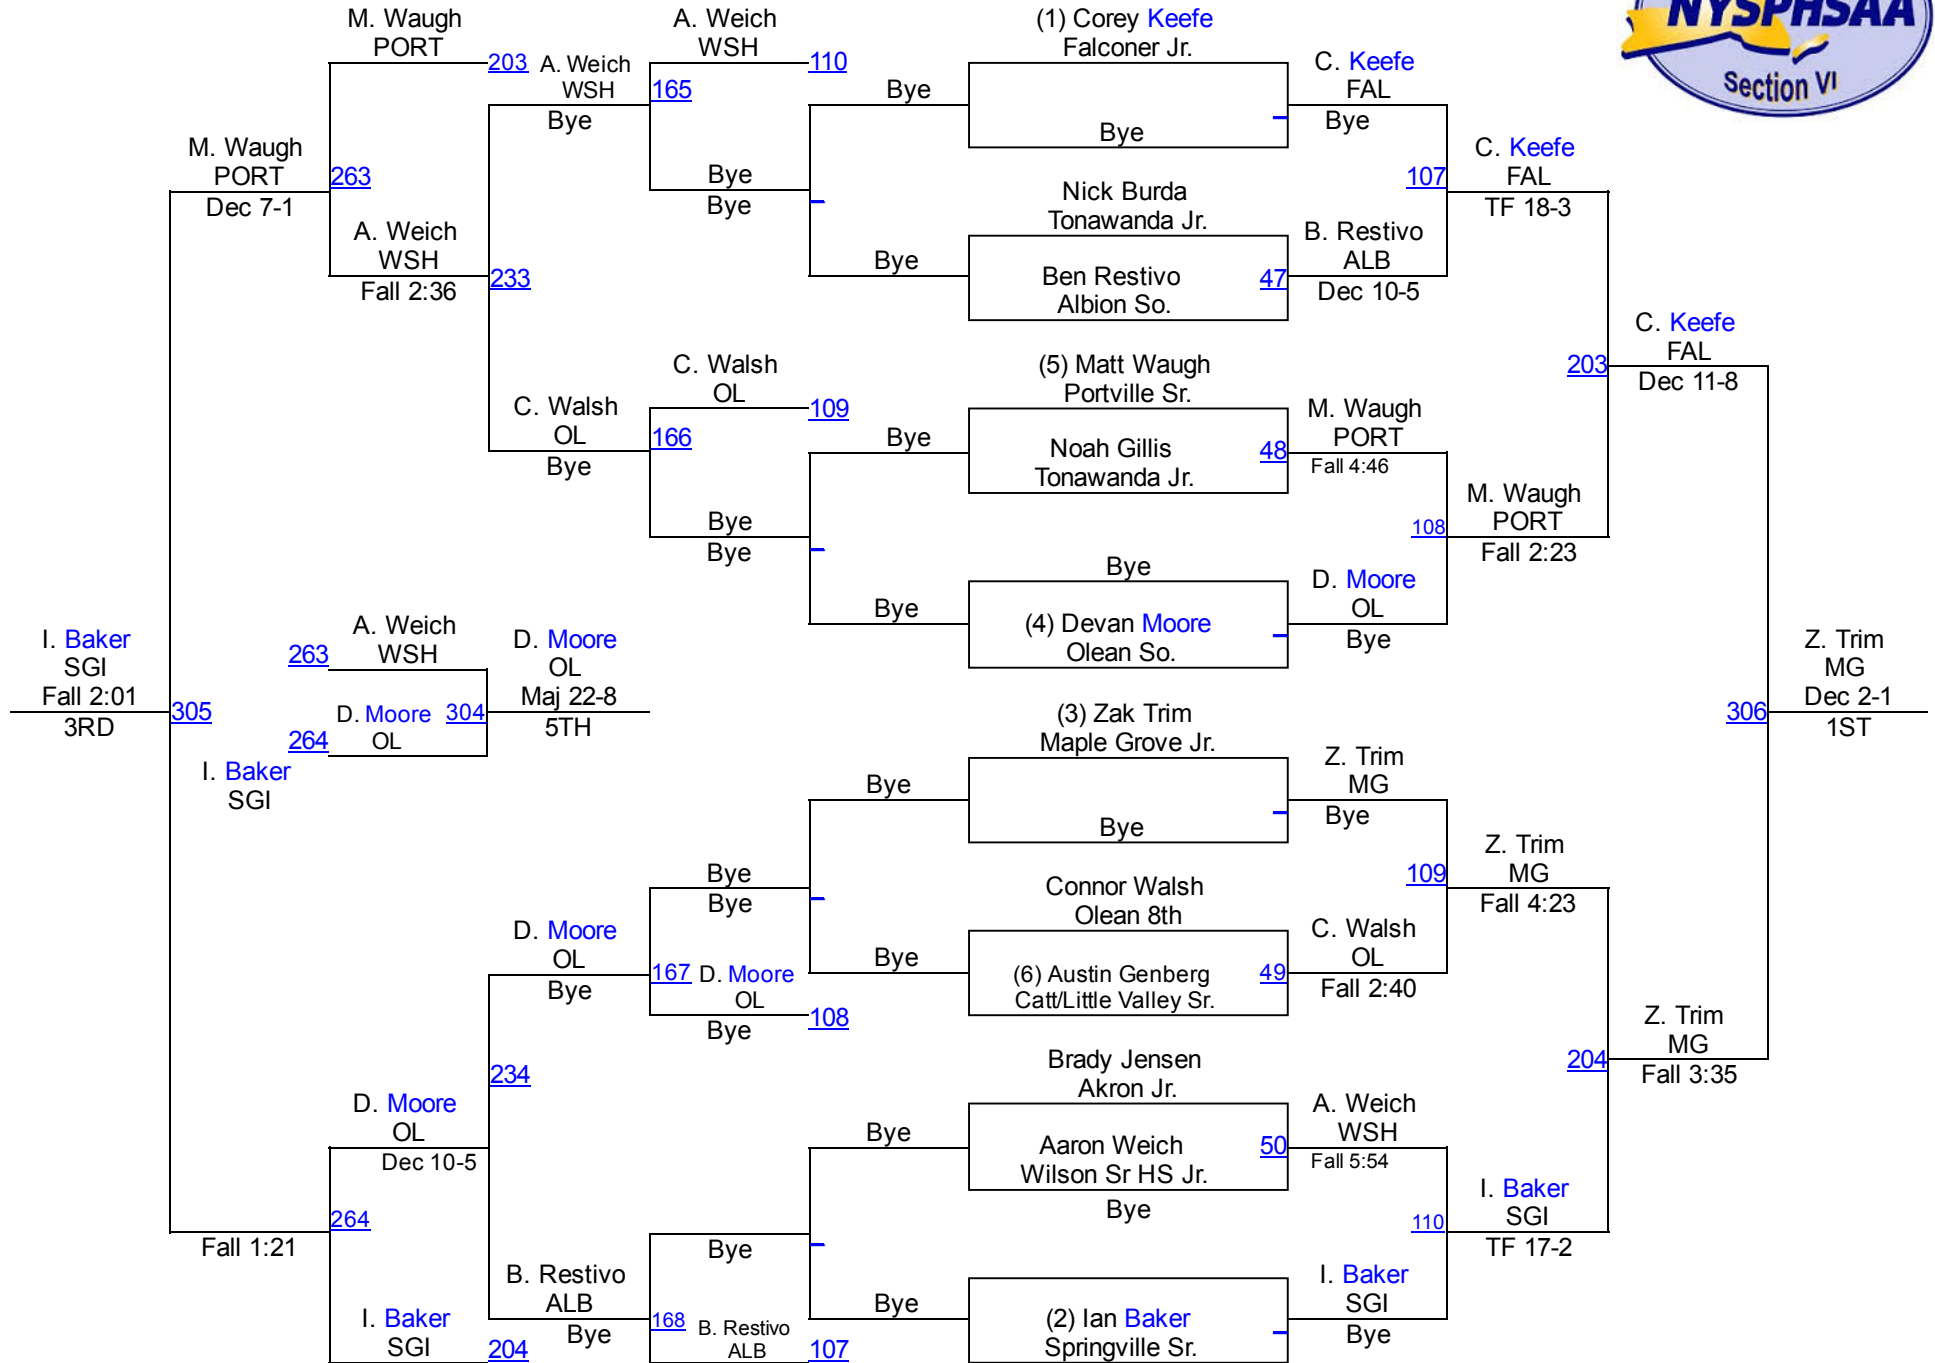 NYSPHSAA
Section VI
M. Waugh
PORT
203
A. Weich
WSH
Bye
165
A. Weich
WSH
110
Bye
Bye
Bye
Bye
M. Waugh
PORT
Dec 7-1
263
A. Weich
WSH
Fall 2:36
233
C. Walsh
OL
Bye
166
C. Walsh
OL
109
Bye
Bye
Bye
Bye
(1) Corey Keefe
Falconer Jr.
Bye
C. Keefe
FAL
Bye
Nick Burda
Tonawanda Jr.
Ben Restivo
Albion So.
47
B. Restivo
ALB
Dec 10-5
107
C. Keefe
FAL
TF 18-3
(5) Matt Waugh
Portville Sr.
Noah Gillis
Tonawanda Jr.
48
M. Waugh
PORT
Fall 4:46
Bye
(4) Devan Moore
Olean So.
D. Moore
OL
Bye
108
M. Waugh
PORT
Fall 2:23
203
C. Keefe
FAL
Dec 11-8
I. Baker
SGI
Fall 2:01
3RD
305
I. Baker
SGI
Fall 1:21
263
A. Weich
WSH
264
D. Moore
OL
304
D. Moore
OL
Maj 22-8
5TH
306
Z. Trim
MG
Dec 2-1
1ST
(3) Zak Trim
Maple Grove Jr.
Bye
Z. Trim
MG
Bye
Connor Walsh
Olean 8th
(6) Austin Genberg
Catt/Little Valley Sr.
49
C. Walsh
OL
Fall 2:40
109
Z. Trim
MG
Fall 4:23
Bye
Bye
Bye
Bye
D. Moore
OL
Bye
167
D. Moore
OL
Bye
108
234
D. Moore
OL
Dec 10-5
264
I. Baker
SGI
204
B. Restivo
ALB
Bye
168
B. Restivo
ALB
107
Bye
Bye
Bye
Brady Jensen
Akron Jr.
Aaron Weich
Wilson Sr HS Jr.
50
A. Weich
WSH
Fall 5:54
Bye
(2) Ian Baker
Springville Sr.
I. Baker
SGI
Bye
110
I. Baker
SGI
TF 17-2
204
Z. Trim
MG
Fall 3:35